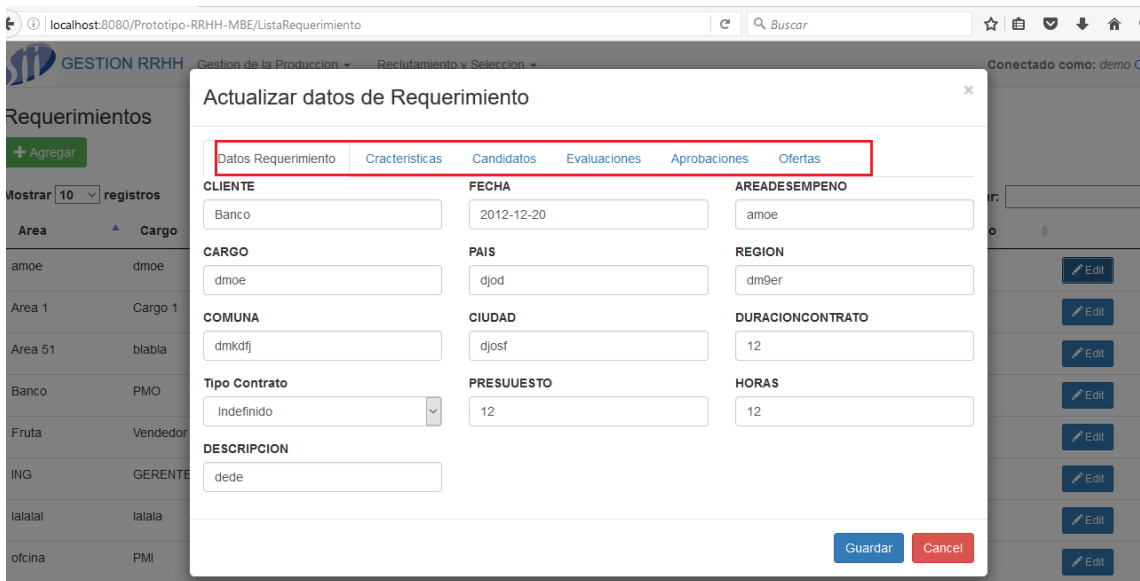 localhost:8080/Prototipo-RRHH-MBE/ListaRequerimiento
Buscar
GESTION RRHH
Gestion de la Produccion
Reclutamiento y Seleccion
Conectado como: demo
Requerimientos
Agregar
Mostrar 10 registros
Area
Cargo
amoe
dmoe
Edit
Area 1
Cargo 1
Edit
Area 51
blabla
Edit
Banco
PMO
Edit
Fruta
Vendedor
Edit
ING
GERENTE
Edit
lalalal
lalala
Edit
ofcina
PMI
Edit
Actualizar datos de Requerimiento
×
Datos Requerimiento
Cracteristicas
Candidatos
Evaluaciones
Aprobaciones
Ofertas
CLIENTE
FECHA
AREADESEMPENO
Banco
2012-12-20
amoe
CARGO
PAIS
REGION
dmoe
djod
dm9er
COMUNA
CIUDAD
DURACIONCONTRATO
dmkdfj
djosf
12
Tipo Contrato
PRESUUESTO
HORAS
Indefinido
12
12
DESCRIPCION
dede
Guardar
Cancel